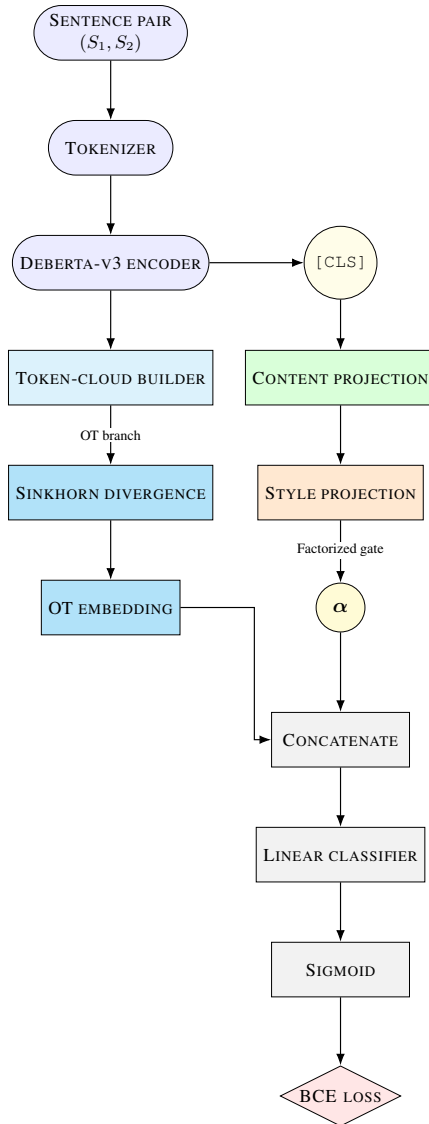 SENTENCE PAIR
(S₁, S₂)
TOKENIZER
DEBERTA-V3 ENCODER
[CLS]
TOKEN-CLOUD BUILDER
CONTENT PROJECTION
OT branch
SINKHORN DIVERGENCE
STYLE PROJECTION
Factorized gate
OT EMBEDDING
α
CONCATENATE
LINEAR CLASSIFIER
SIGMOID
BCE LOSS